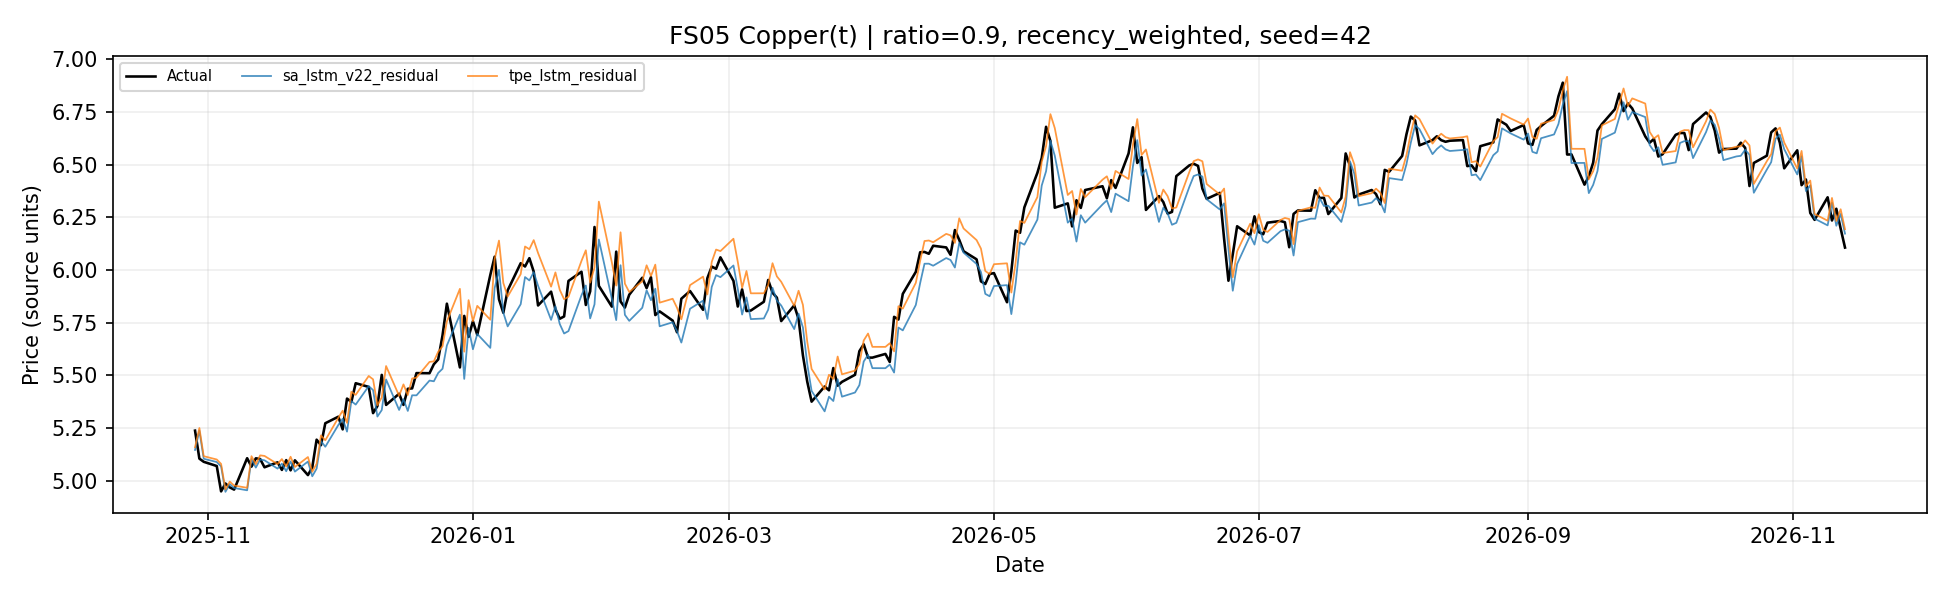 FS05 Copper(t) | ratio=0.9, recency_weighted, seed=42
Actual
sa_lstm_v22_residual
tpe_lstm_residual
Price (source units)
7.00
6.75
6.50
6.25
6.00
5.75
5.50
5.25
5.00
2025-11
2026-01
2026-03
2026-05
2026-07
2026-09
2026-11
Date